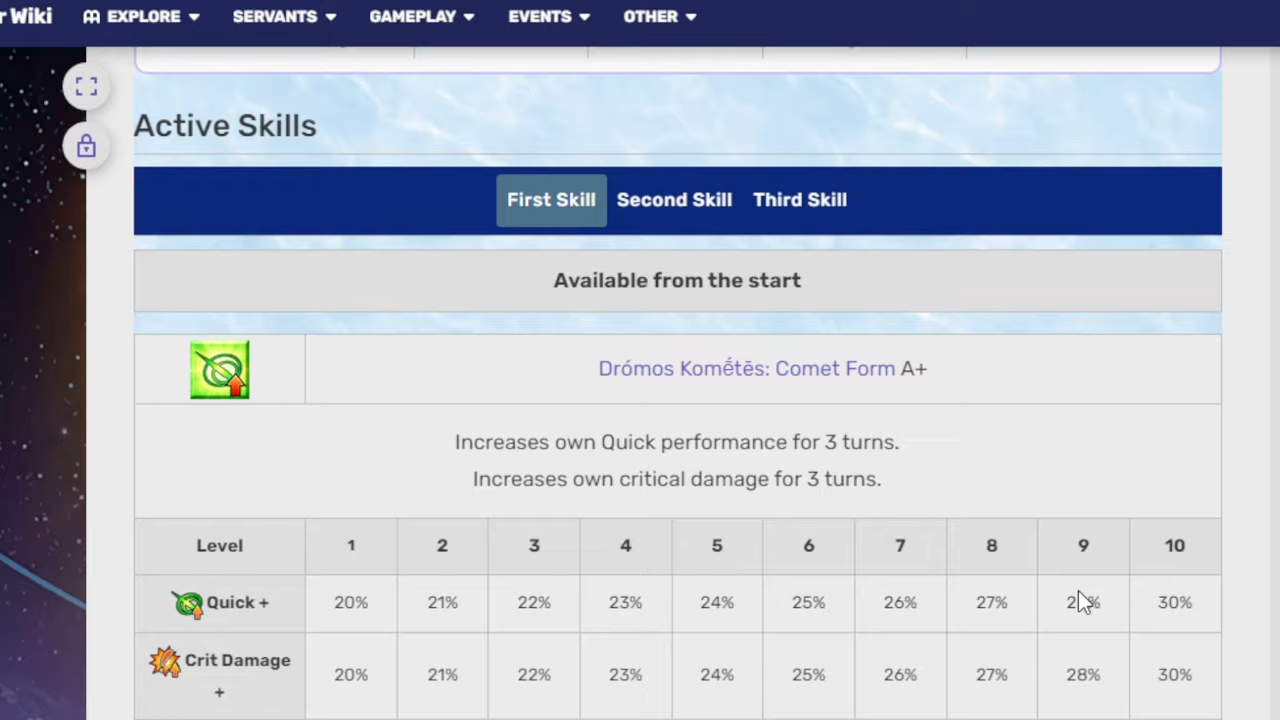 r Wiki EXPLORE SERVANTS GAMEPLAY EVENTS OTHER
Active Skills
First Skill Second Skill Third Skill
Available from the start
Drómos Komḗtēs: Comet Form A+
Increases own Quick performance for 3 turns.
Increases own critical damage for 3 turns.
Level 1 2 3 4 5 6 7 8 9 10
Quick + 20% 21% 22% 23% 24% 25% 26% 27% 30%
Crit Damage + 20% 21% 22% 23% 24% 25% 26% 27% 28% 30%